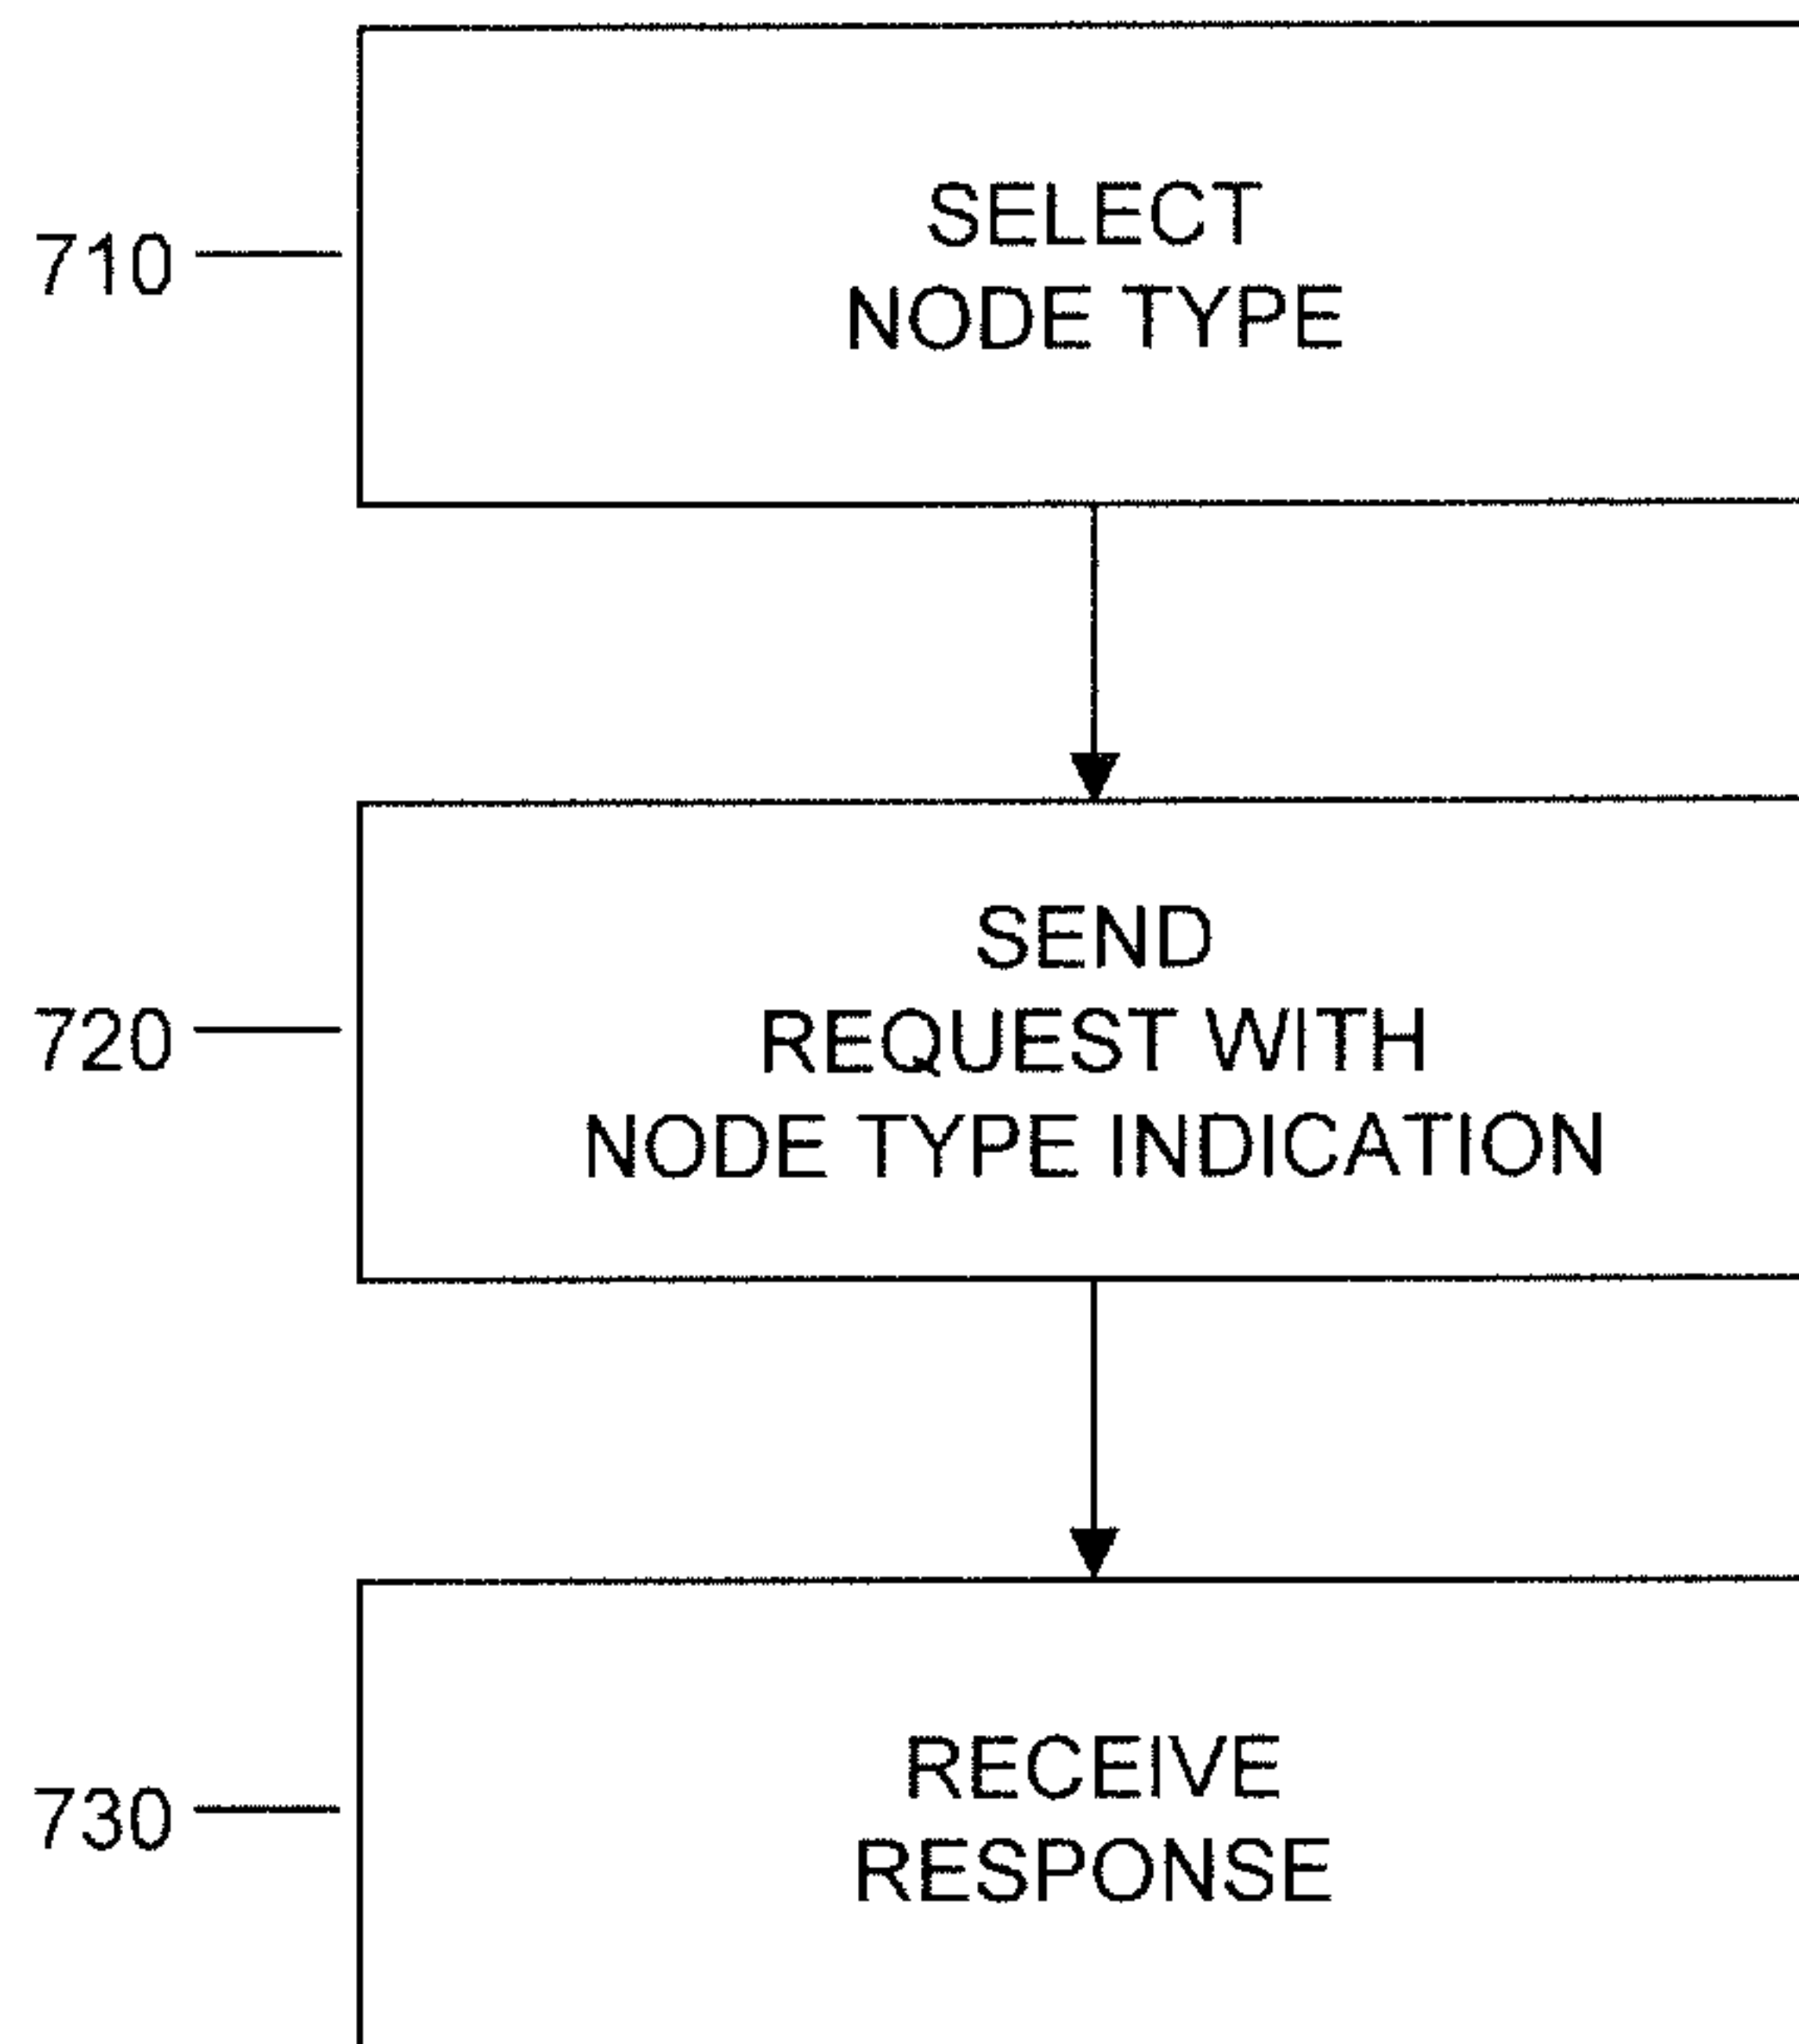 710
SELECT
NODE TYPE
720
SEND
REQUEST WITH
NODE TYPE INDICATION
730
RECEIVE
RESPONSE